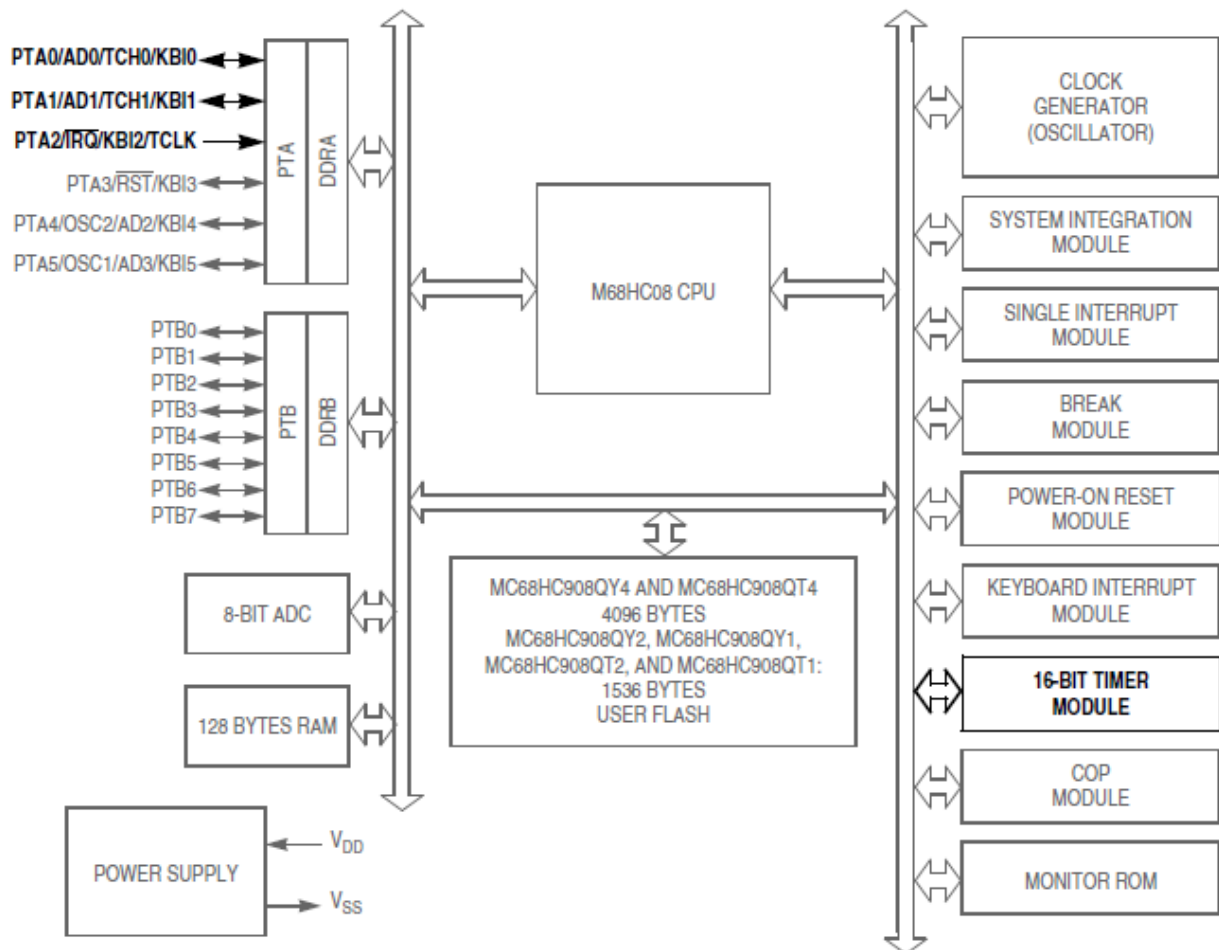 PTA0/AD0/TCH0/KBI0
PTA1/AD1/TCH1/KBI1
PTA2/I̅R̅Q̅/KBI2/TCLK
PTA3/R̅S̅T̅/KBI3
PTA4/OSC2/AD2/KBI4
PTA5/OSC1/AD3/KBI5
PTA
DDRA
PTB0
PTB1
PTB2
PTB3
PTB4
PTB5
PTB6
PTB7
PTB
DDRB
8-BIT ADC
128 BYTES RAM
POWER SUPPLY
VDD
VSS
M68HC08 CPU
MC68HC908QY4 AND MC68HC908QT4
4096 BYTES
MC68HC908QY2, MC68HC908QY1,
MC68HC908QT2, AND MC68HC908QT1:
1536 BYTES
USER FLASH
CLOCK
GENERATOR
(OSCILLATOR)
SYSTEM INTEGRATION
MODULE
SINGLE INTERRUPT
MODULE
BREAK
MODULE
POWER-ON RESET
MODULE
KEYBOARD INTERRUPT
MODULE
16-BIT TIMER
MODULE
COP
MODULE
MONITOR ROM